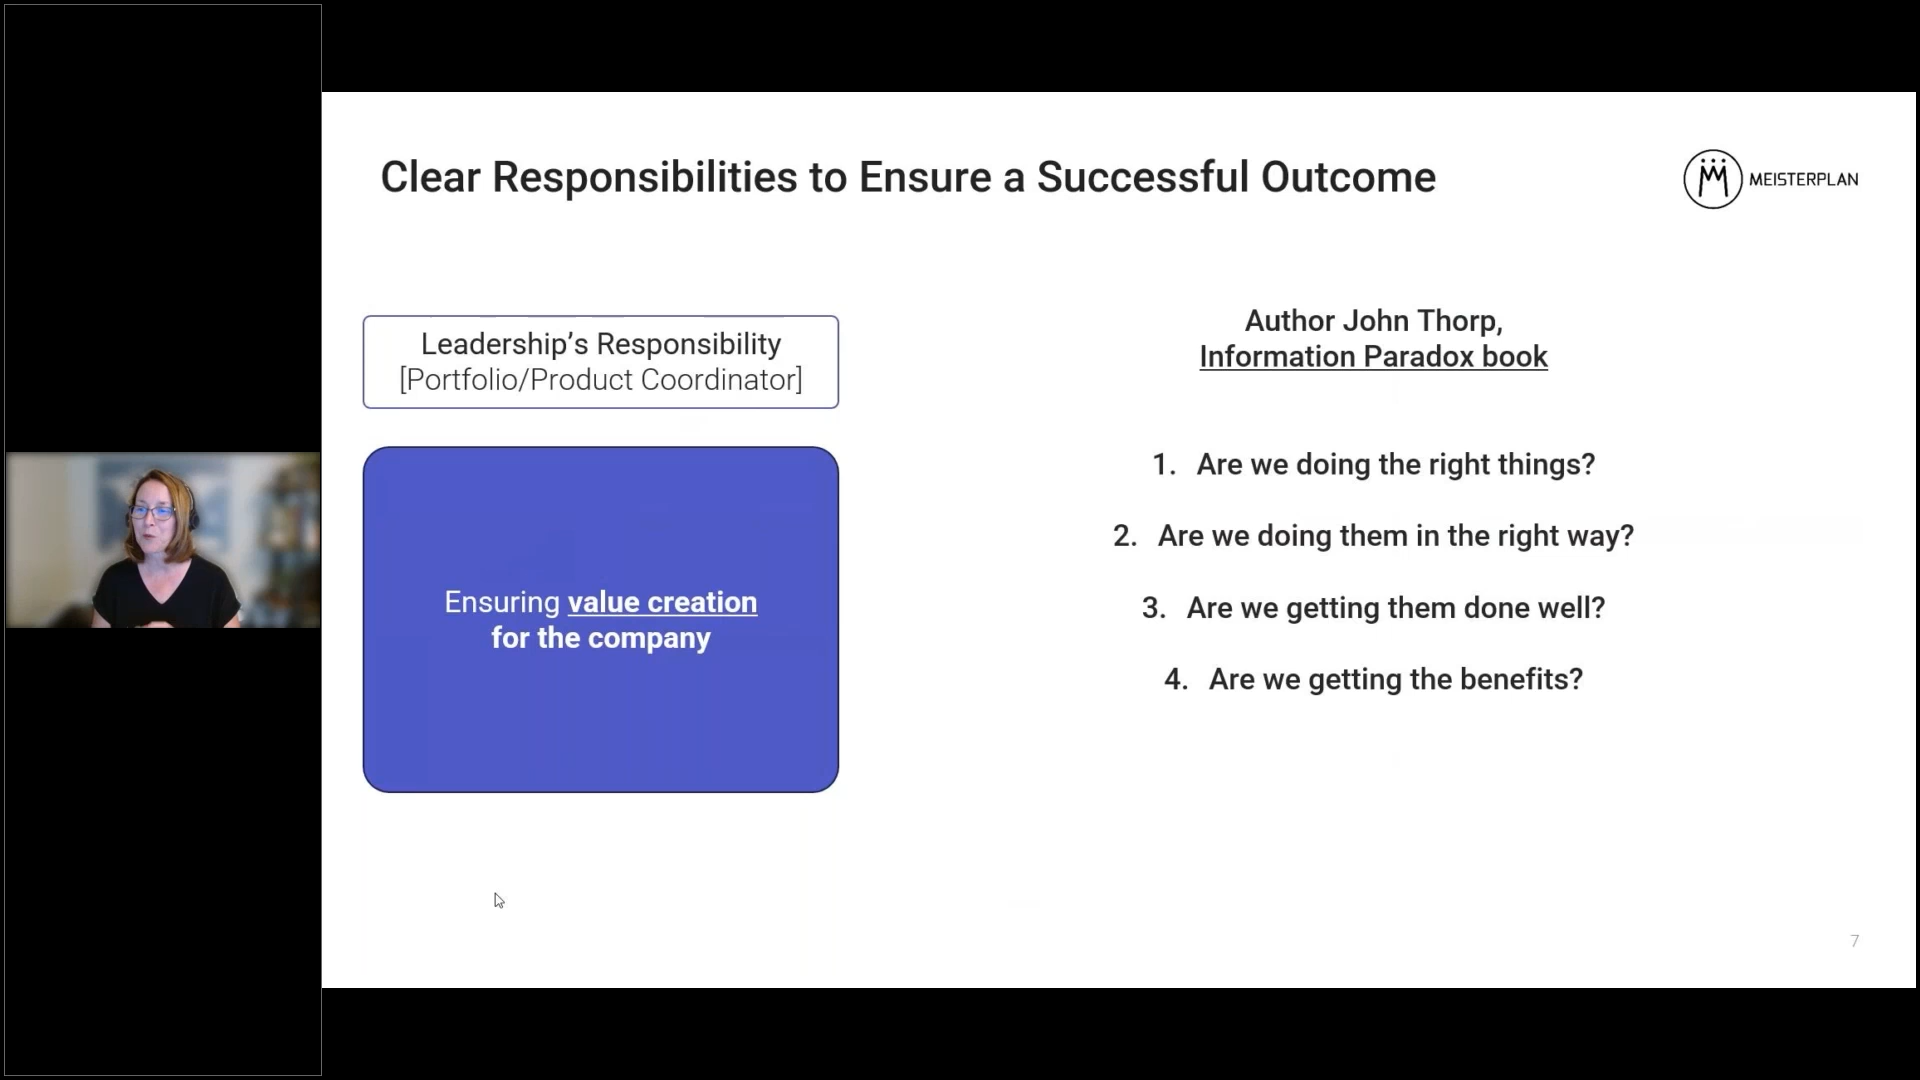 Clear Responsibilities to Ensure a Successful Outcome
MEISTERPLAN
Leadership’s Responsibility
[Portfolio/Product Coordinator]
Ensuring value creation
for the company
Author John Thorp,
Information Paradox book
1. Are we doing the right things?
2. Are we doing them in the right way?
3. Are we getting them done well?
4. Are we getting the benefits?
7